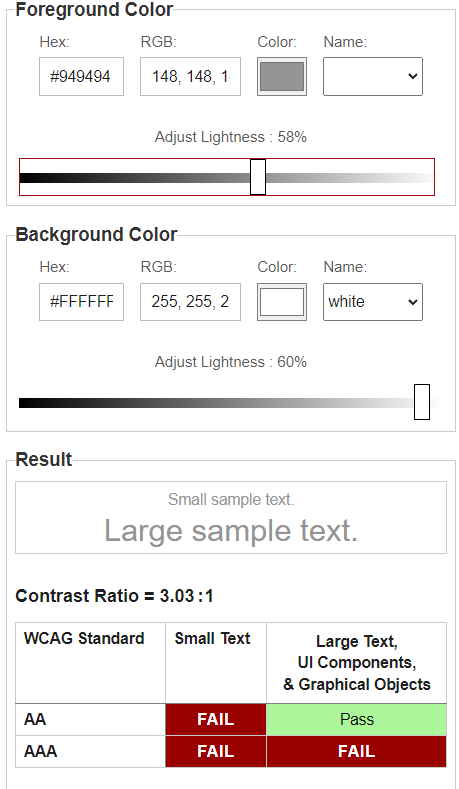 Foreground Color
Hex: RGB: Color: Name:
#949494 148, 148, 1
Adjust Lightness : 58%
Background Color
Hex: RGB: Color: Name:
#FFFFFF 255, 255, 2 white
Adjust Lightness : 60%
Result
Small sample text.
Large sample text.
Contrast Ratio = 3.03:1
WCAG Standard Small Text Large Text,
UI Components,
& Graphical Objects
AA FAIL Pass
AAA FAIL FAIL